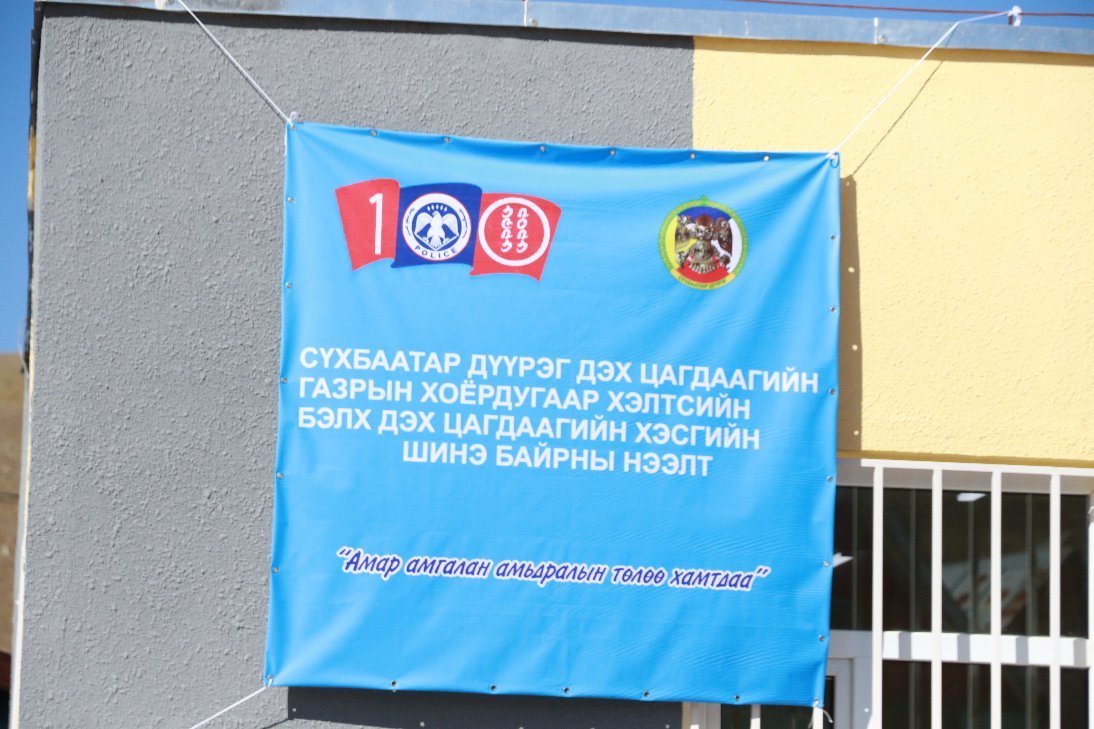 1
POLICE
СҮХБААТАР ДҮҮРЭГ ДЭХ ЦАГДААГИЙН
ГАЗРЫН ХОЁРДУГААР ХЭЛТСИЙН
БЭЛХ ДЭХ ЦАГДААГИЙН ХЭСГИЙН
ШИНЭ БАЙРНЫ НЭЭЛТ
"Амар амгалан амьдралын төлөө хамтдаа"